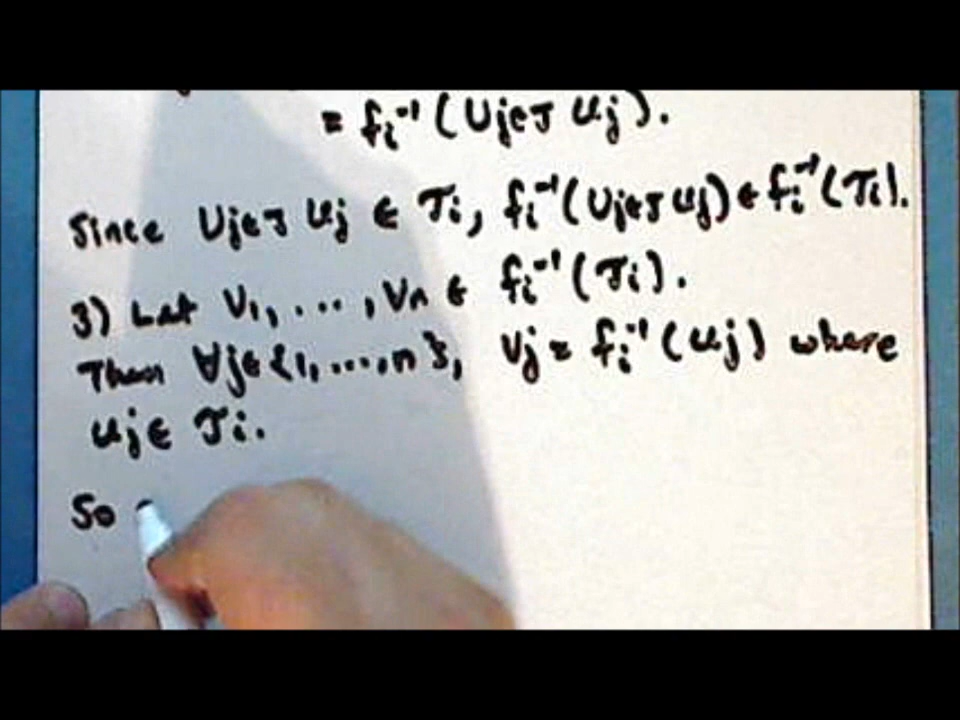 = fᵢ⁻¹(∪j∈J uj).
Since ∪j∈J uj ∈ 𝒯i, fᵢ⁻¹(∪j∈J uj) ∈ fᵢ⁻¹(𝒯i).
3) Let V1, ..., Vn ∈ fᵢ⁻¹(𝒯i).
Then ∀j∈{1,...,n}, Vj = fᵢ⁻¹(uj) where
uj ∈ 𝒯i.
So